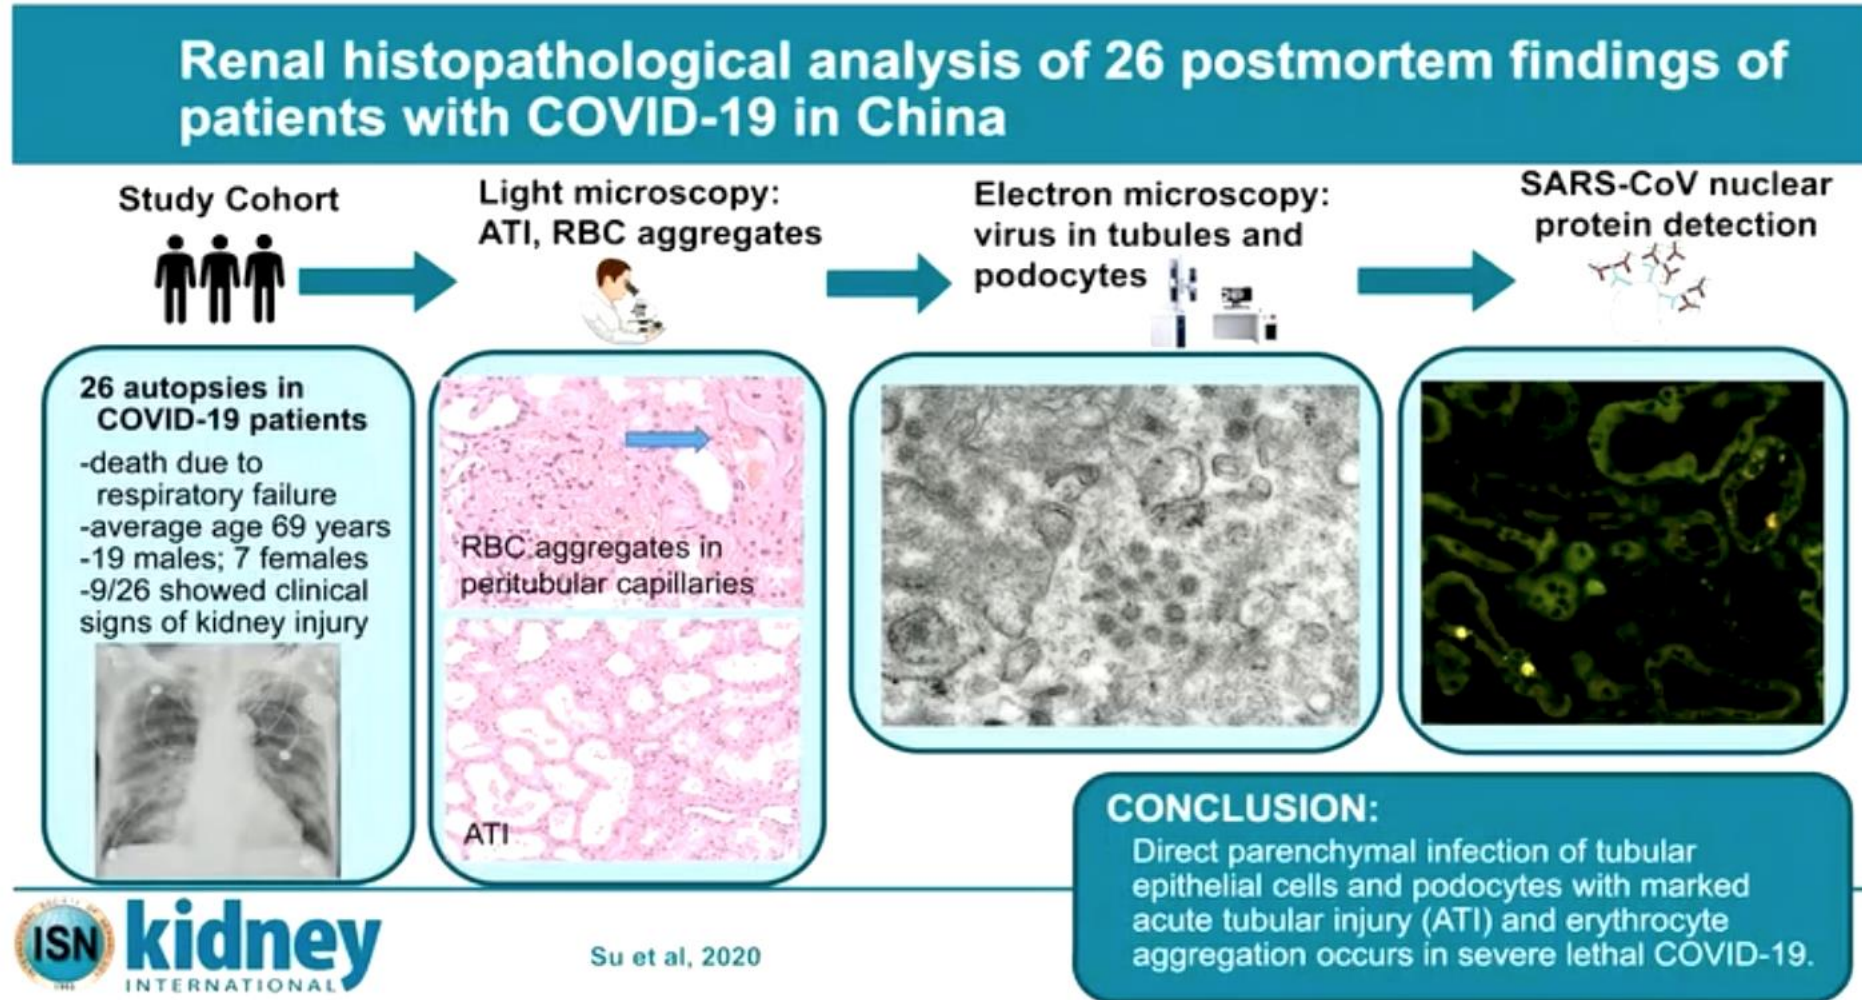 Renal histopathological analysis of 26 postmortem findings of
patients with COVID-19 in China
Study Cohort
Light microscopy:
ATI, RBC aggregates
Electron microscopy:
virus in tubules and
podocytes
SARS-CoV nuclear
protein detection
26 autopsies in
COVID-19 patients
-death due to
respiratory failure
-average age 69 years
-19 males; 7 females
-9/26 showed clinical
signs of kidney injury
RBC aggregates in
peritubular capillaries
ATI
CONCLUSION:
Direct parenchymal infection of tubular
epithelial cells and podocytes with marked
acute tubular injury (ATI) and erythrocyte
aggregation occurs in severe lethal COVID-19.
ISN
kidney
INTERNATIONAL
Su et al, 2020